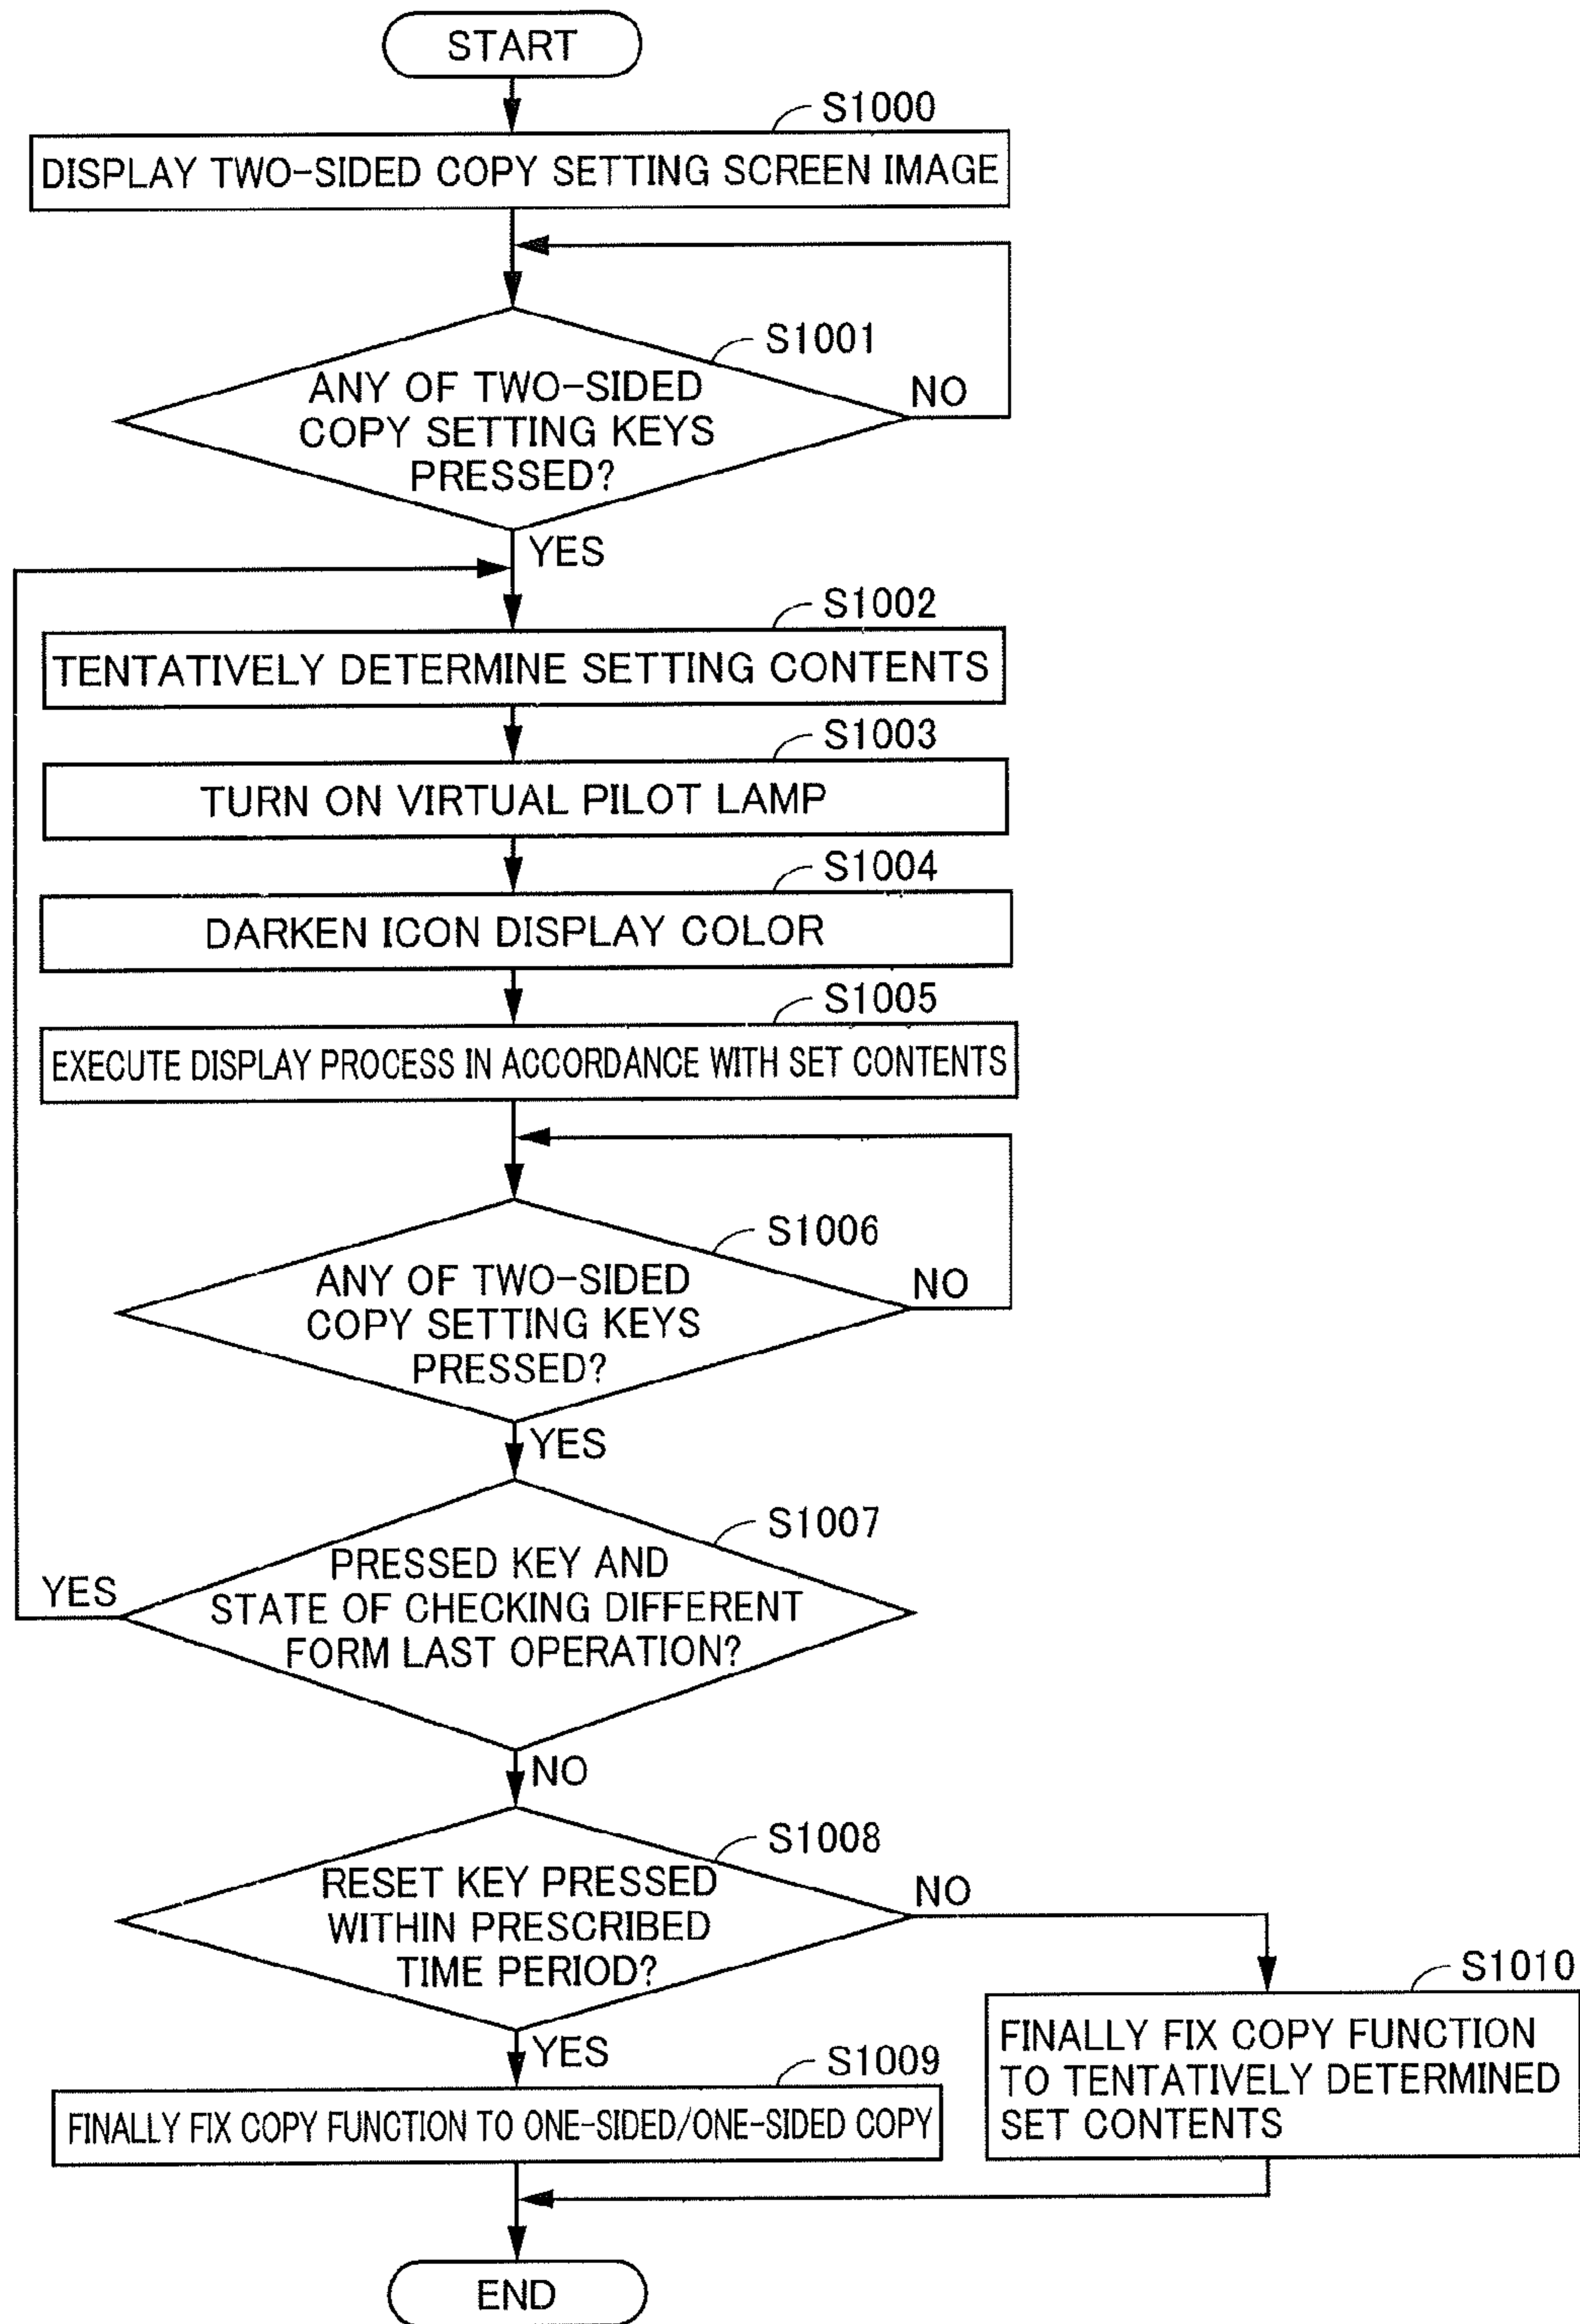 START
S1000
DISPLAY TWO-SIDED COPY SETTING SCREEN IMAGE
S1001
ANY OF TWO-SIDED
COPY SETTING KEYS
PRESSED?
NO
YES
S1002
TENTATIVELY DETERMINE SETTING CONTENTS
S1003
TURN ON VIRTUAL PILOT LAMP
S1004
DARKEN ICON DISPLAY COLOR
S1005
EXECUTE DISPLAY PROCESS IN ACCORDANCE WITH SET CONTENTS
S1006
ANY OF TWO-SIDED
COPY SETTING KEYS
PRESSED?
NO
YES
S1007
PRESSED KEY AND
STATE OF CHECKING DIFFERENT
FORM LAST OPERATION?
YES
NO
S1008
RESET KEY PRESSED
WITHIN PRESCRIBED
TIME PERIOD?
NO
YES
S1009
FINALLY FIX COPY FUNCTION TO ONE-SIDED/ONE-SIDED COPY
S1010
FINALLY FIX COPY FUNCTION
TO TENTATIVELY DETERMINED
SET CONTENTS
END